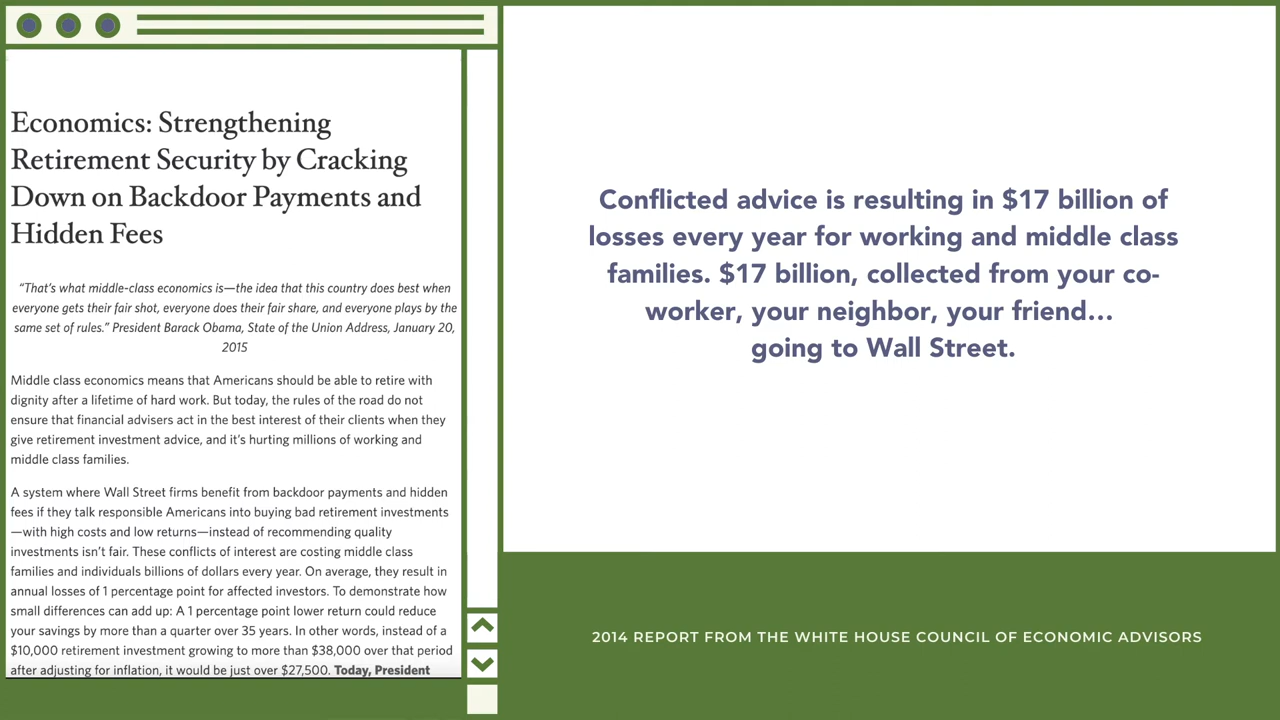 Economics: Strengthening
Retirement Security by Cracking
Down on Backdoor Payments and
Hidden Fees
“That’s what middle-class economics is—the idea that this country does best when
everyone gets their fair shot, everyone does their fair share, and everyone plays by the
same set of rules.” President Barack Obama, State of the Union Address, January 20,
2015
Middle class economics means that Americans should be able to retire with
dignity after a lifetime of hard work. But today, the rules of the road do not
ensure that financial advisers act in the best interest of their clients when they
give retirement investment advice, and it’s hurting millions of working and
middle class families.
A system where Wall Street firms benefit from backdoor payments and hidden
fees if they talk responsible Americans into buying bad retirement investments
—with high costs and low returns—instead of recommending quality
investments isn’t fair. These conflicts of interest are costing middle class
families and individuals billions of dollars every year. On average, they result in
annual losses of 1 percentage point for affected investors. To demonstrate how
small differences can add up: A 1 percentage point lower return could reduce
your savings by more than a quarter over 35 years. In other words, instead of a
$10,000 retirement investment growing to more than $38,000 over that period
after adjusting for inflation, it would be just over $27,500. Today, President
Conflicted advice is resulting in $17 billion of
losses every year for working and middle class
families. $17 billion, collected from your co-
worker, your neighbor, your friend...
going to Wall Street.
2014 REPORT FROM THE WHITE HOUSE COUNCIL OF ECONOMIC ADVISORS